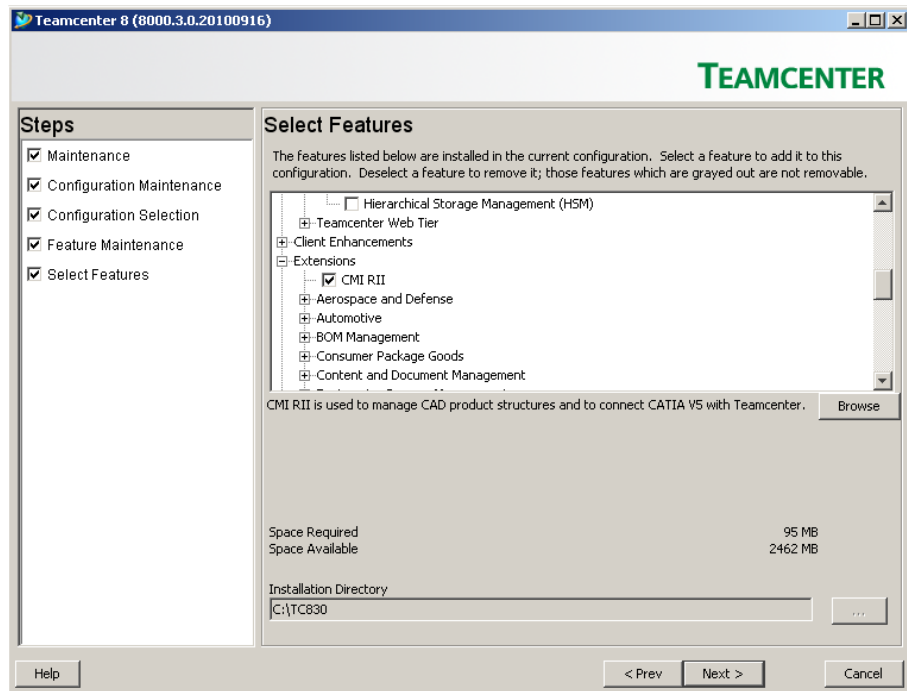 Teamcenter 8 (8000.3.0.20100916)
TEAMCENTER
Steps
Maintenance
Configuration Maintenance
Configuration Selection
Feature Maintenance
Select Features
Select Features
The features listed below are installed in the current configuration. Select a feature to add it to this
configuration. Deselect a feature to remove it; those features which are grayed out are not removable.
Hierarchical Storage Management (HSM)
Teamcenter Web Tier
Client Enhancements
Extensions
CMI RII
Aerospace and Defense
Automotive
BOM Management
Consumer Package Goods
Content and Document Management
CMI RII is used to manage CAD product structures and to connect CATIA V5 with Teamcenter.
Browse
Space Required 95 MB
Space Available 2462 MB
Installation Directory
C:\TC830
...
Help
< Prev
Next >
Cancel